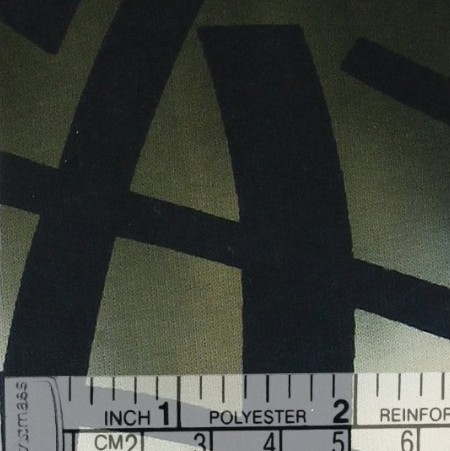 INCH 1 POLYESTER 2 REINFOR
CM 2 3 4 5 6